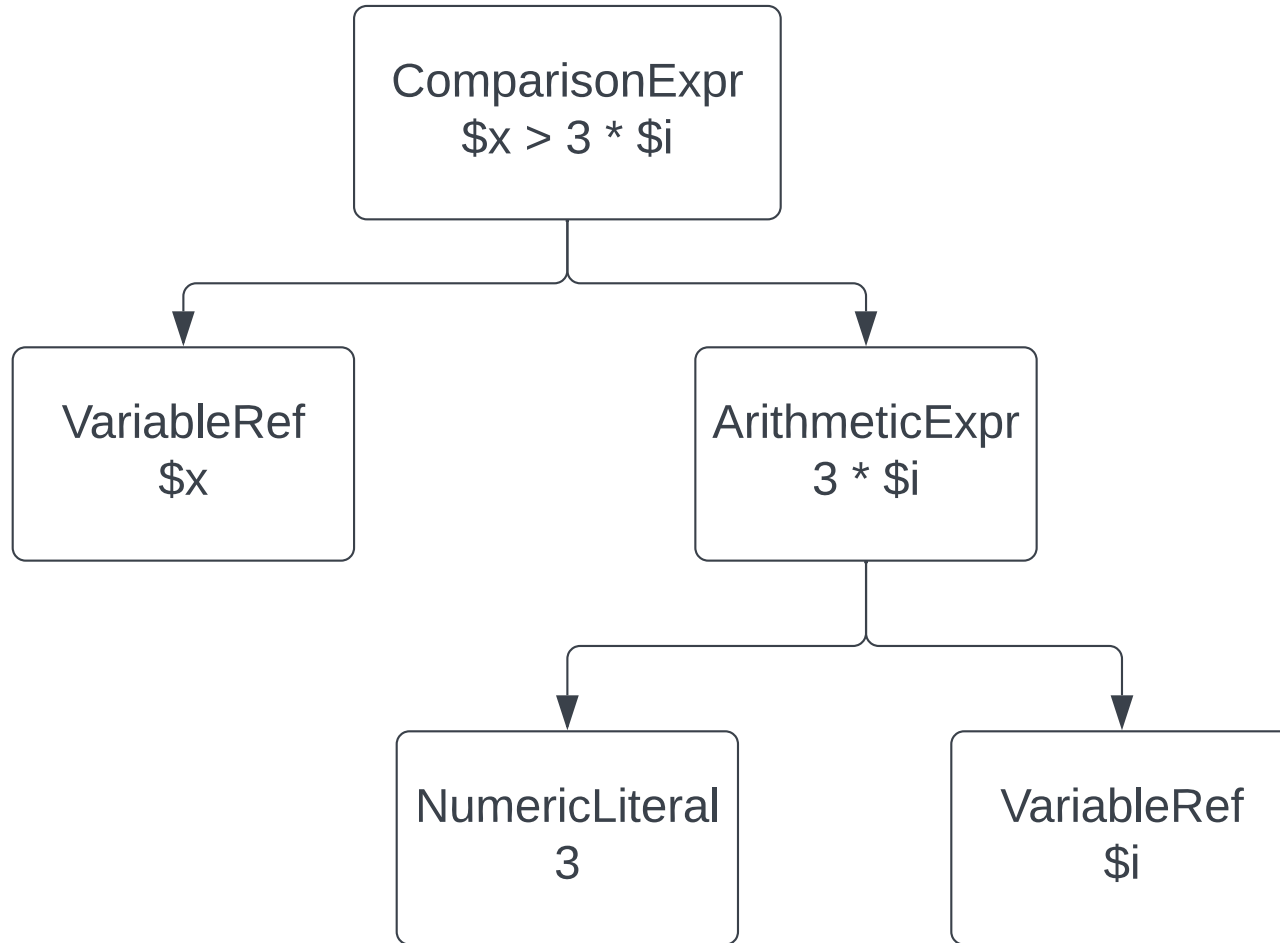 ComparisonExpr
$x > 3 * $i
VariableRef
$x
ArithmeticExpr
3 * $i
NumericLiteral
3
VariableRef
$i